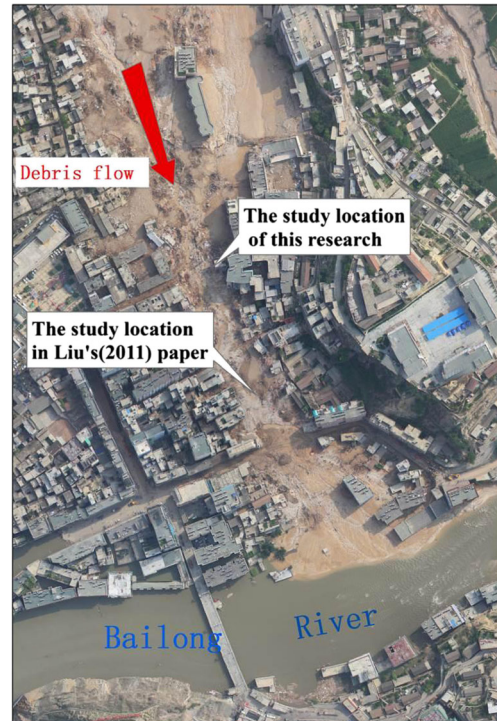 Debris flow
The study location
of this research
The study location
in Liu's(2011) paper
Bailong River